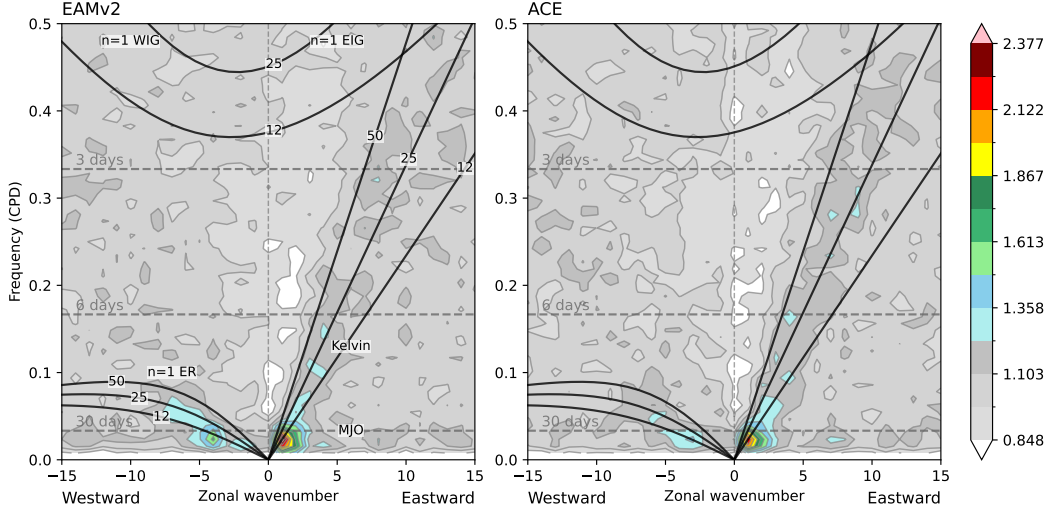 EAMv2
ACE
0.5
0.4
0.3
0.2
0.1
0.0
Frequency (CPD)
n=1 WIG
n=1 EIG
25
12
50
25
12
3 days
6 days
30 days
Kelvin
n=1 ER
50
25
12
MJO
−15 −10 −5 0 5 10 15
Westward Zonal wavenumber Eastward
0.5
0.4
0.3
0.2
0.1
0.0
3 days
6 days
30 days
−15 −10 −5 0 5 10 15
Westward Zonal wavenumber Eastward
2.377
2.122
1.867
1.613
1.358
1.103
0.848